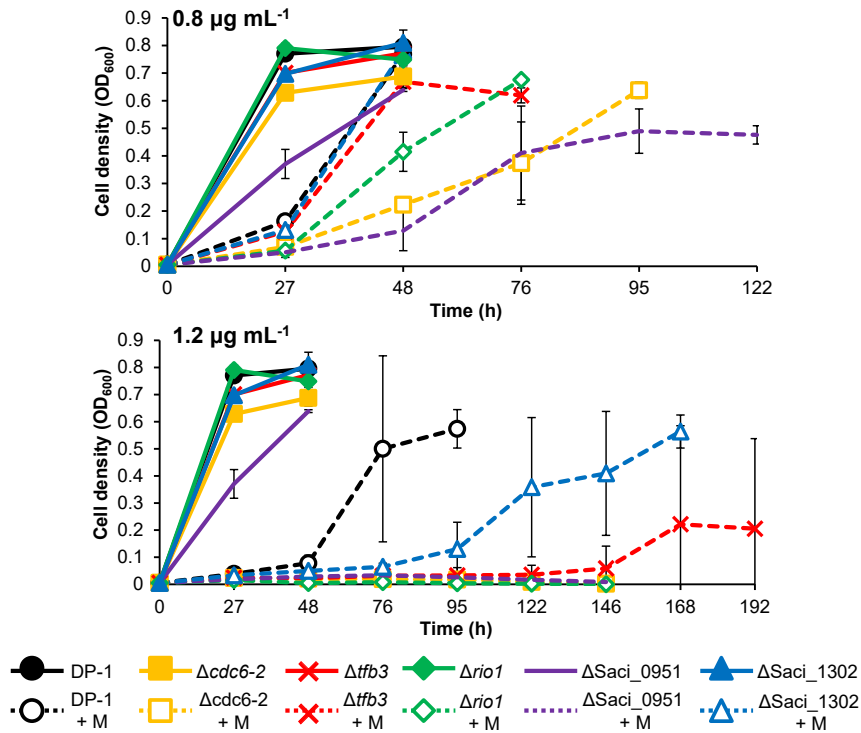 0.8 µg mL-1
Cell density (OD600)
0.9
0.8
0.7
0.6
0.5
0.4
0.3
0.2
0.1
0
0 27 48 76 95 122
Time (h)
1.2 µg mL-1
Cell density (OD600)
0.9
0.8
0.7
0.6
0.5
0.4
0.3
0.2
0.1
0
0 27 48 76 95 122 146 168 192
Time (h)
DP-1 Δcdc6-2 Δtfb3 Δrio1 ΔSaci_0951 ΔSaci_1302
DP-1 Δcdc6-2 Δtfb3 Δrio1 ΔSaci_0951 ΔSaci_1302
+ M + M + M + M + M + M